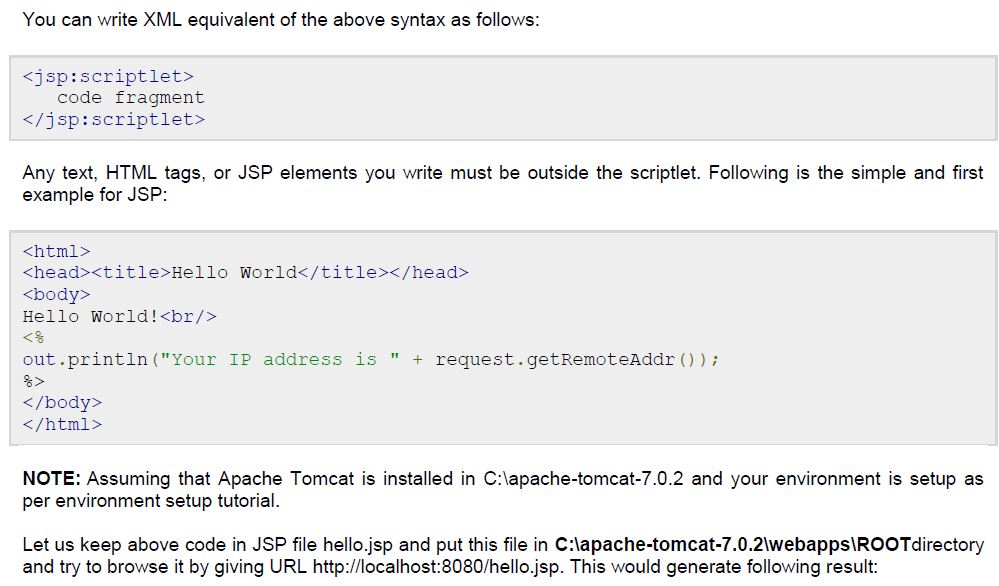 You can write XML equivalent of the above syntax as follows:
<jsp:scriptlet>
   code fragment
</jsp:scriptlet>
Any text, HTML tags, or JSP elements you write must be outside the scriptlet. Following is the simple and first
example for JSP:
<html>
<head><title>Hello World</title></head>
<body>
Hello World!<br/>
<%
out.println("Your IP address is " + request.getRemoteAddr());
%>
</body>
</html>
NOTE: Assuming that Apache Tomcat is installed in C:\apache-tomcat-7.0.2 and your environment is setup as
per environment setup tutorial.
Let us keep above code in JSP file hello.jsp and put this file in C:\apache-tomcat-7.0.2\webapps\ROOTdirectory
and try to browse it by giving URL http://localhost:8080/hello.jsp. This would generate following result: